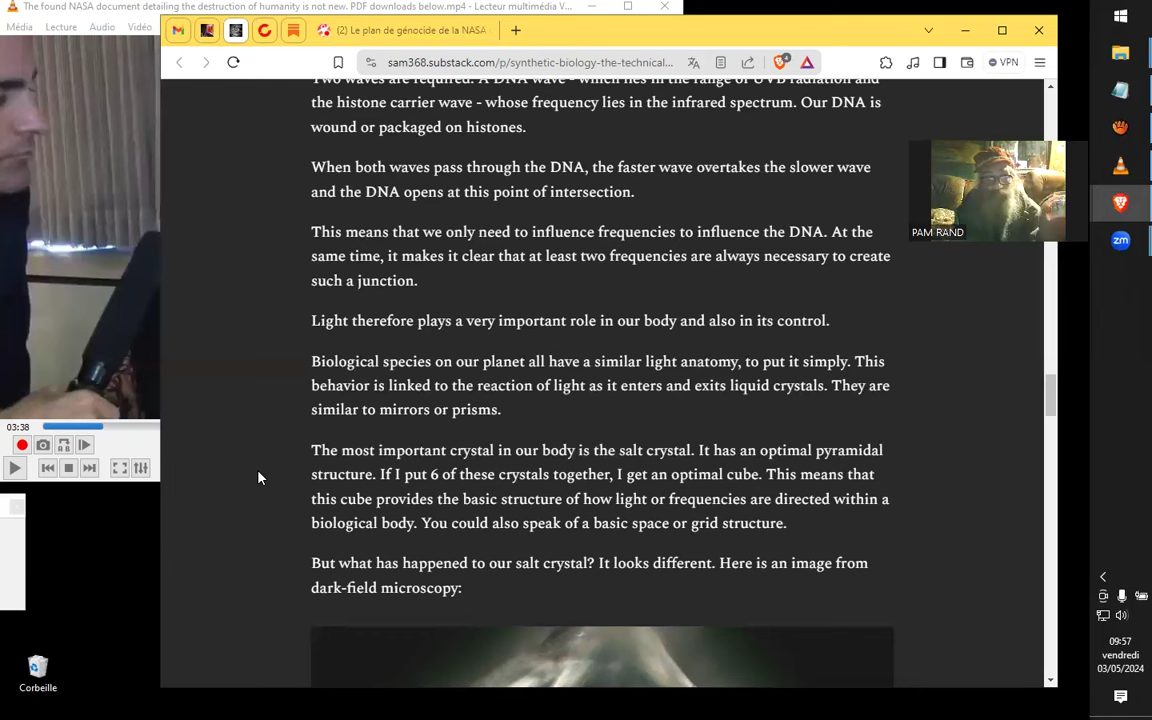 The found NASA document detailing the destruction of humanity is not new. PDF downloads below.mp4 - Lecteur multimédia V...
Média Lecture Audio Vidéo
(2) Le plan de génocide de la NASA
sam368.substack.com/p/synthetic-biology-the-technical...
4
VPN
Two waves are required. A DNA wave - which lies in the range of UVB radiation and
the histone carrier wave - whose frequency lies in the infrared spectrum. Our DNA is
wound or packaged on histones.
When both waves pass through the DNA, the faster wave overtakes the slower wave
and the DNA opens at this point of intersection.
This means that we only need to influence frequencies to influence the DNA. At the
same time, it makes it clear that at least two frequencies are always necessary to create
such a junction.
Light therefore plays a very important role in our body and also in its control.
Biological species on our planet all have a similar light anatomy, to put it simply. This
behavior is linked to the reaction of light as it enters and exits liquid crystals. They are
similar to mirrors or prisms.
The most important crystal in our body is the salt crystal. It has an optimal pyramidal
structure. If I put 6 of these crystals together, I get an optimal cube. This means that
this cube provides the basic structure of how light or frequencies are directed within a
biological body. You could also speak of a basic space or grid structure.
But what has happened to our salt crystal? It looks different. Here is an image from
dark-field microscopy:
PAM RAND
03:38
Corbeille
zm
09:57
vendredi
03/05/2024